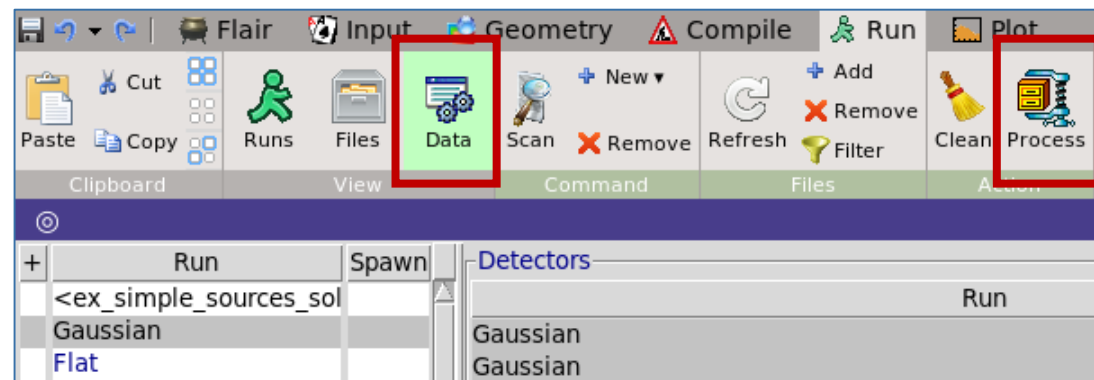 Flair Input Geometry Compile Run Plot
Cut
New
Add
Remove
Paste Copy Runs Files Data Scan Remove Refresh Filter Clean Process
Clipboard View Command Files Action
+ Run Spawn Detectors
<ex_simple_sources_sol Run
Gaussian Gaussian
Flat Gaussian